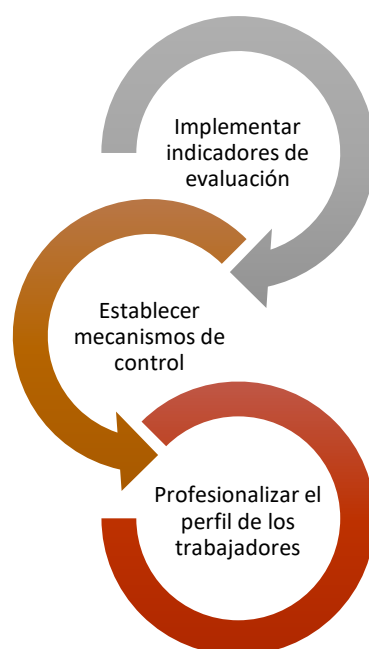 Implementar
indicadores de
evaluación
Establecer
mecanismos de
control
Profesionalizar el
perfil de los
trabajadores